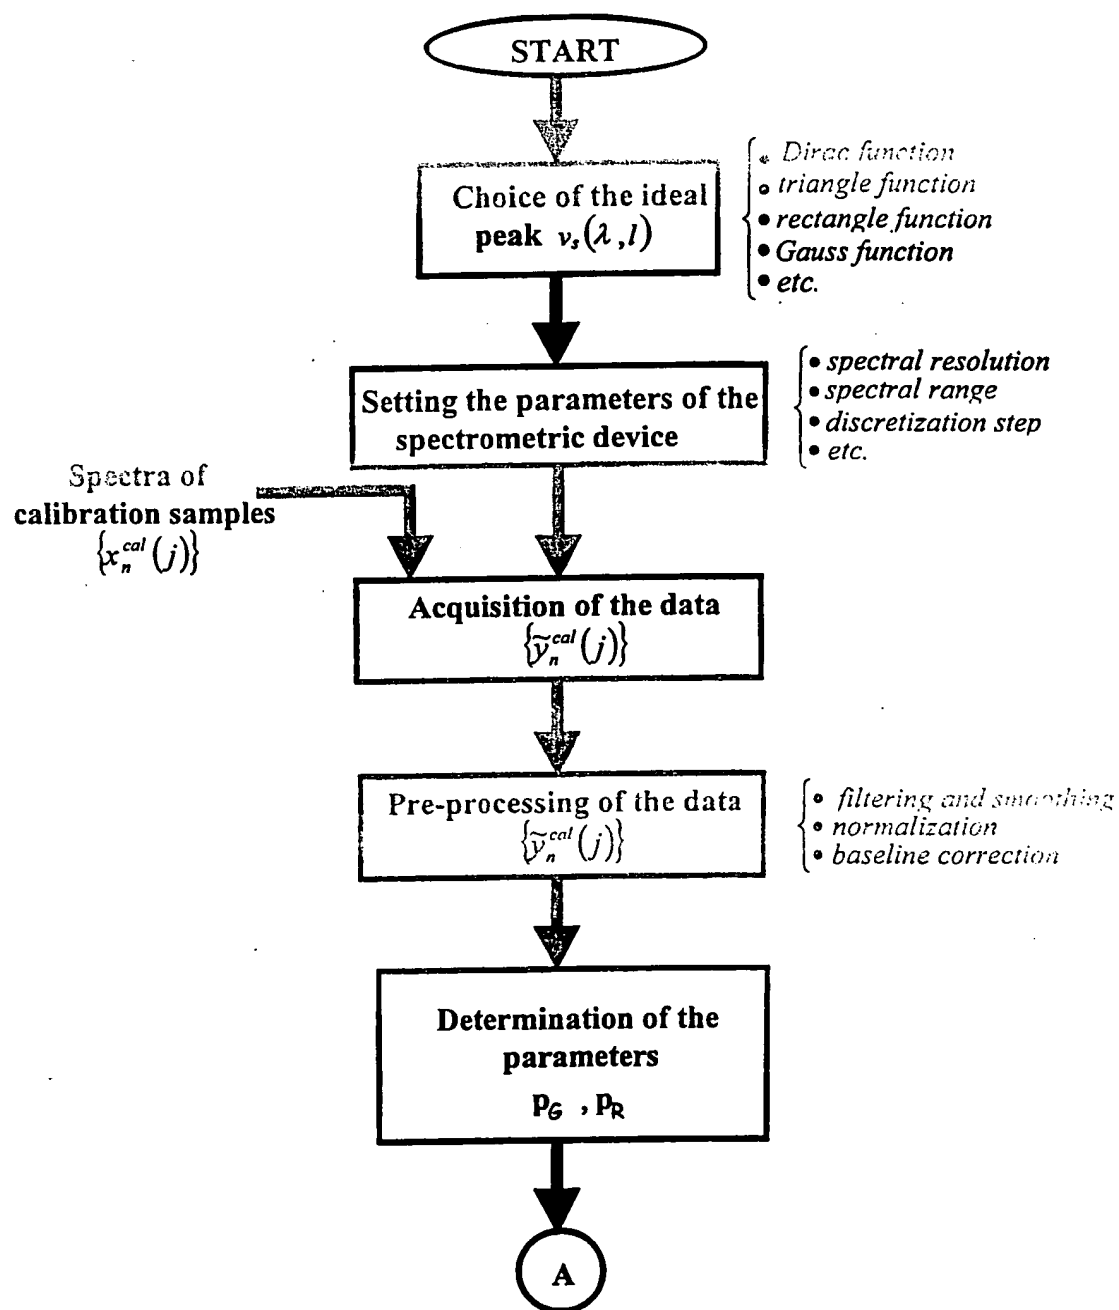 START
Choice of the ideal
peak v_s(λ, l)
• Dirac function
• triangle function
• rectangle function
• Gauss function
• etc.
Setting the parameters of the
spectrometric device
• spectral resolution
• spectral range
• discretization step
• etc.
Spectra of
calibration samples
{x_n^cal(j)}
Acquisition of the data
{ỹ_n^cal(j)}
Pre-processing of the data
{ỹ_n^cal(j)}
• filtering and smoothing
• normalization
• baseline correction
Determination of the
parameters
p_G , p_R
A